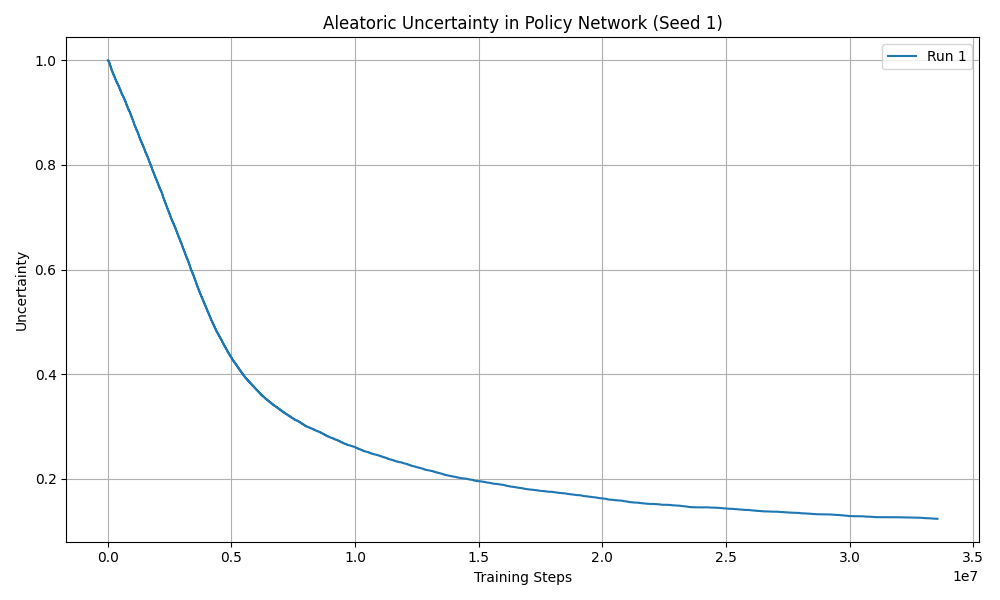 Aleatoric Uncertainty in Policy Network (Seed 1)
Run 1
Uncertainty
1.0
0.8
0.6
0.4
0.2
0.0 0.5 1.0 1.5 2.0 2.5 3.0 3.5
1e7
Training Steps